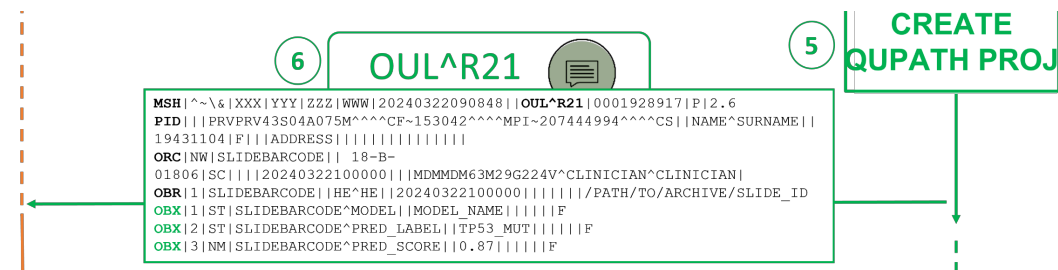 CREATE
QUPATH PROJ
5
6
OUL^R21
MSH|^~\&|XXX|YYY|ZZZ|WWW|20240322090848||OUL^R21|0001928917|P|2.6
PID|||PRVPRV43S04A075M^^^^CF~153042^^^^MPI~207444994^^^^CS||NAME^SURNAME||
19431104|F|||ADDRESS|||||||||||||||
ORC|NW|SLIDEBARCODE|| 18-B-
01806|SC||||20240322100000|||MDMMDM63M29G224V^CLINICIAN^CLINICIAN|
OBR|1|SLIDEBARCODE||HE^HE||20240322100000|||||||/PATH/TO/ARCHIVE/SLIDE_ID
OBX|1|ST|SLIDEBARCODE^MODEL||MODEL_NAME||||||F
OBX|2|ST|SLIDEBARCODE^PRED_LABEL||TP53_MUT||||||F
OBX|3|NM|SLIDEBARCODE^PRED_SCORE||0.87||||||F